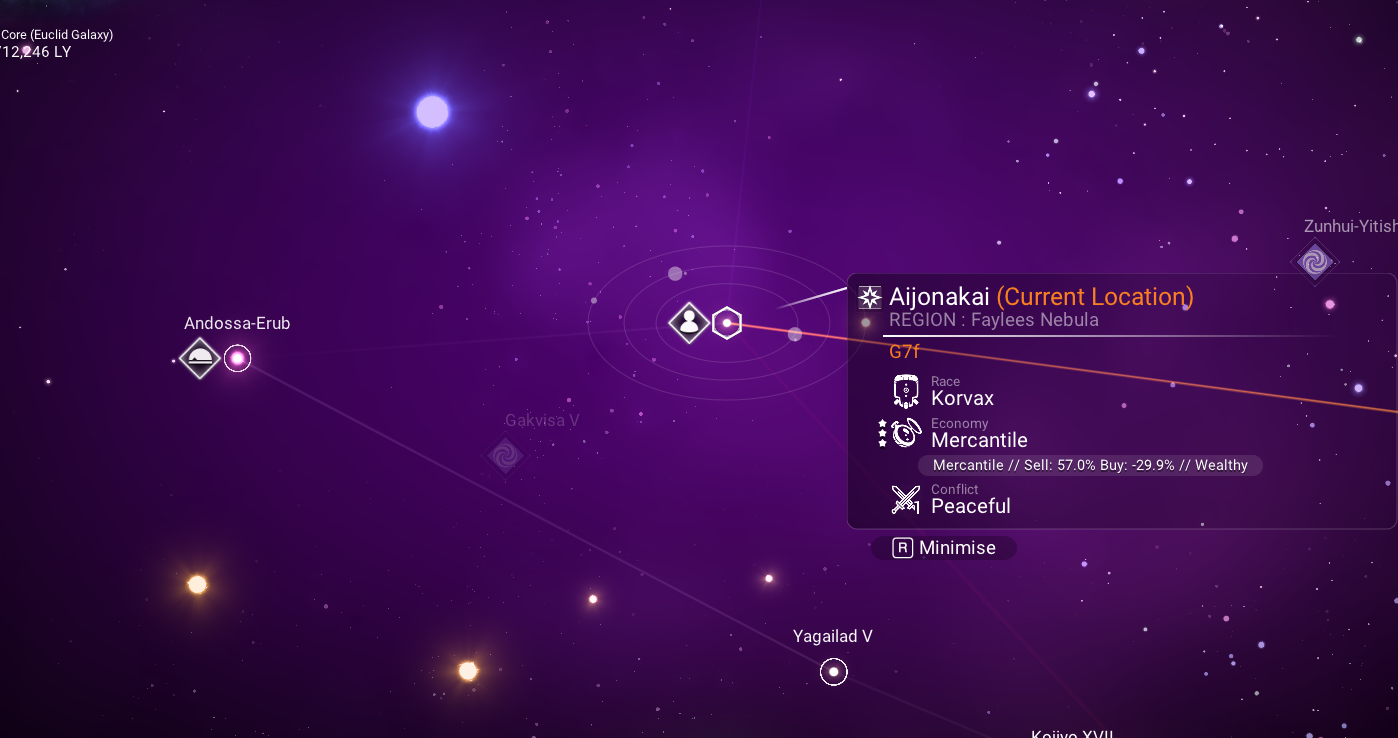 Core (Euclid Galaxy)
712,246 LY
Zunhui-Yitish
Aijonakai (Current Location)
REGION : Faylees Nebula
Andossa-Erub
G7f
Race
Korvax
Economy
Mercantile
Mercantile // Sell: 57.0% Buy: -29.9% // Wealthy
Conflict
Peaceful
Gakvisa V
R Minimise
Yagailad V